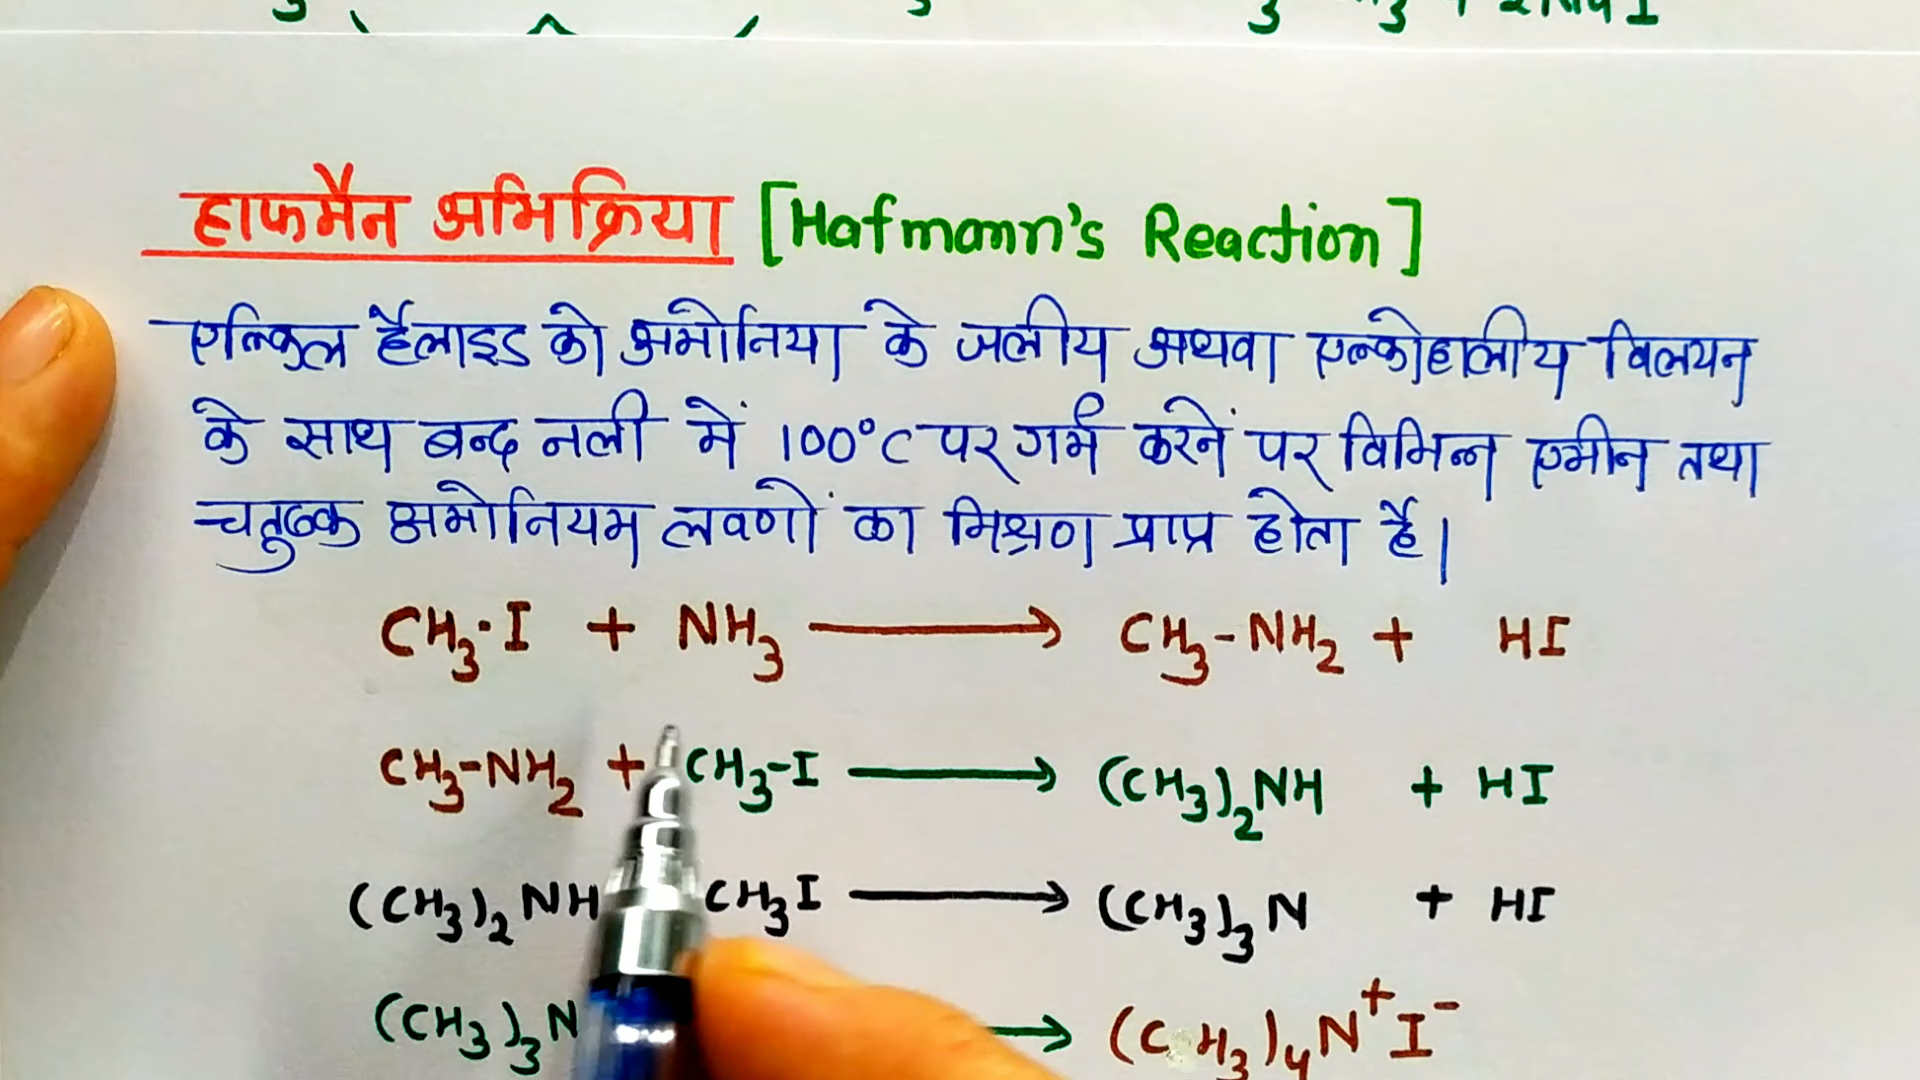 हाफमैन अभिक्रिया [Hofmann's Reaction]
एल्किल हैलाइड को अमोनिया के जलीय अथवा एल्कोहालीय विलयन
के साथ बन्द नली में 100°C पर गर्म करनें पर विभिन्न एमीन तथा
चतुष्क अमोनियम लवणों का मिश्रण प्राप्त होता है।
CH₃·I + NH₃ ⟶ CH₃-NH₂ + HI
CH₃-NH₂ + CH₃-I ⟶ (CH₃)₂NH + HI
(CH₃)₂NH CH₃I ⟶ (CH₃)₃N + HI
(CH₃)₃N ⟶ (CH₃)₄N⁺I⁻